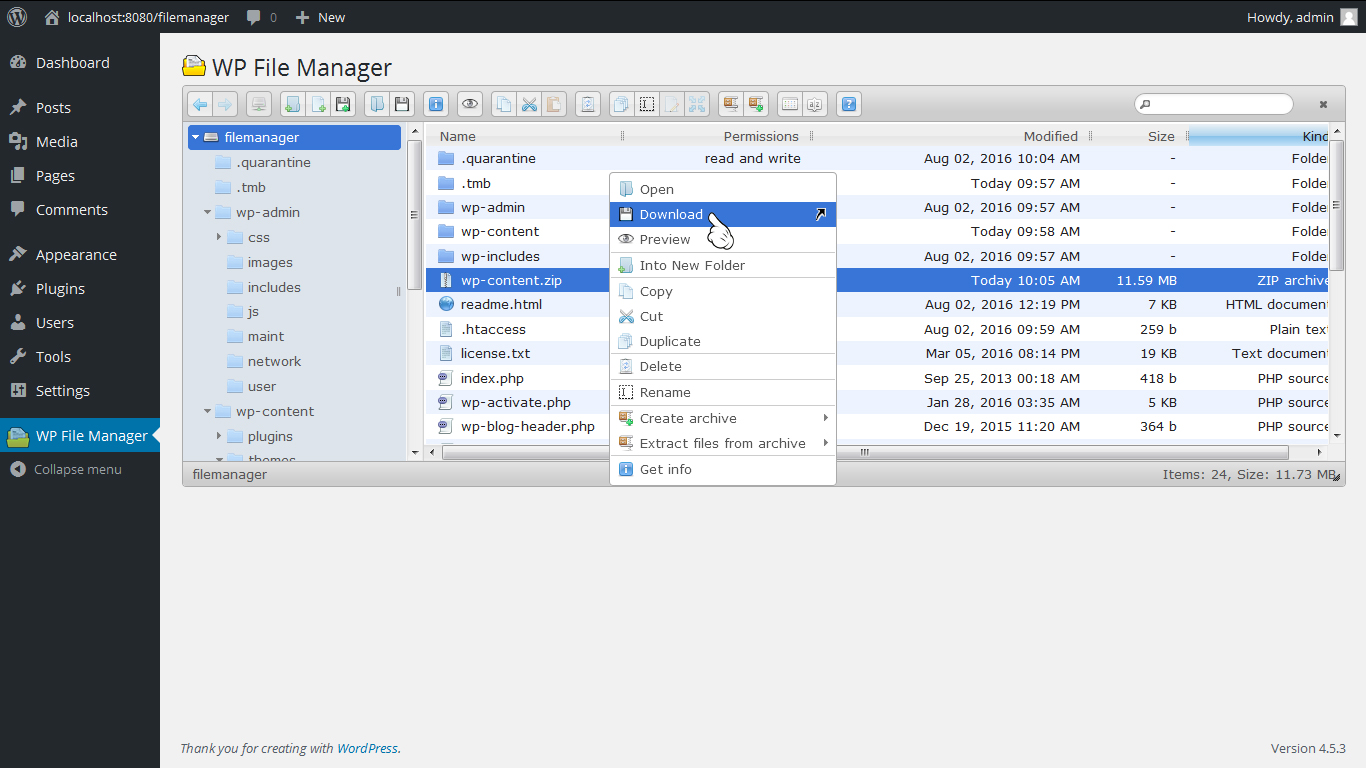 localhost:8080/filemanager 0 New Howdy, admin
Dashboard
Posts
Media
Pages
Comments
Appearance
Plugins
Users
Tools
Settings
WP File Manager
Collapse menu
WP File Manager
filemanager
.quarantine
.tmb
wp-admin
css
images
includes
js
maint
network
user
wp-content
plugins
themes
Name Permissions Modified Size Kind
.quarantine read and write Aug 02, 2016 10:04 AM - Folde
.tmb Today 09:57 AM - Folde
wp-admin Aug 02, 2016 09:57 AM - Folde
wp-content Today 09:58 AM - Folde
wp-includes Aug 02, 2016 09:57 AM - Folde
wp-content.zip Today 10:05 AM 11.59 MB ZIP archive
readme.html Aug 02, 2016 12:19 PM 7 KB HTML documen
.htaccess Aug 02, 2016 09:59 AM 259 b Plain text
license.txt Mar 05, 2016 08:14 PM 19 KB Text documen
index.php Sep 25, 2013 00:18 AM 418 b PHP source
wp-activate.php Jan 28, 2016 03:35 AM 5 KB PHP source
wp-blog-header.php Dec 19, 2015 11:20 AM 364 b PHP source
Open
Download
Preview
Into New Folder
Copy
Cut
Duplicate
Delete
Rename
Create archive
Extract files from archive
Get info
filemanager Items: 24, Size: 11.73 MB
Thank you for creating with WordPress. Version 4.5.3